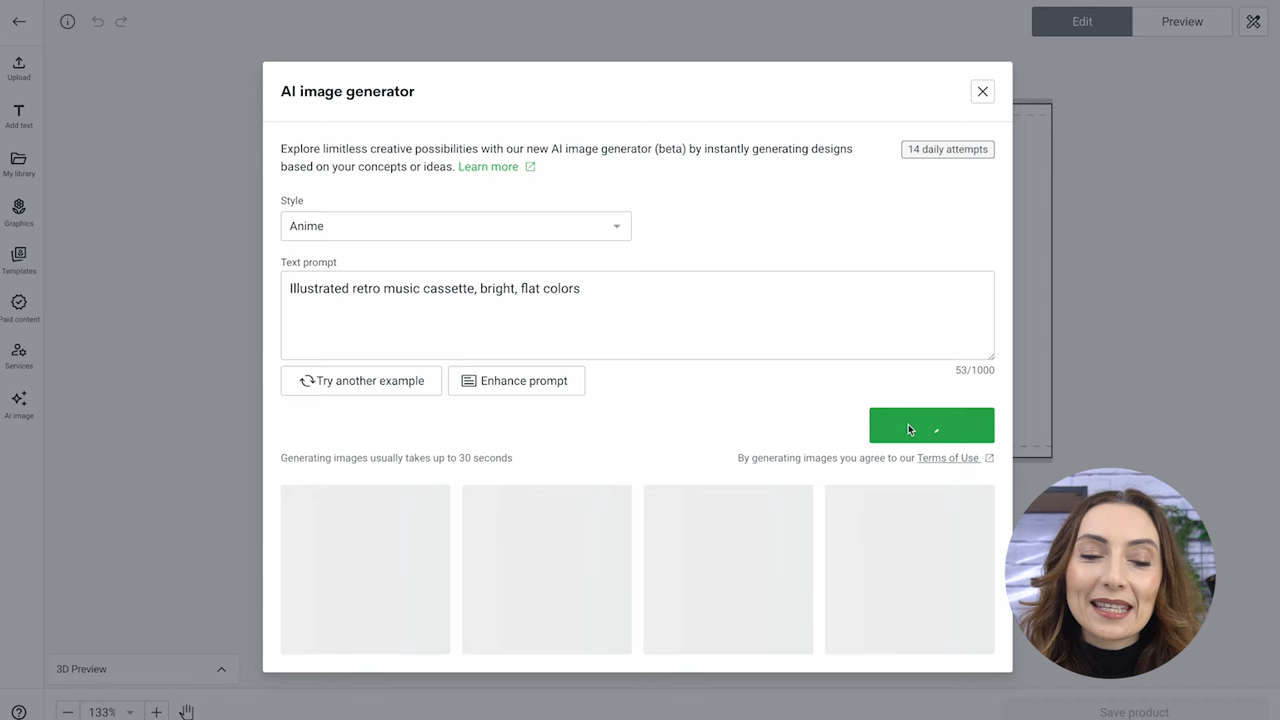 Edit
Preview
Upload
Add text
My library
Graphics
Templates
Paid content
Services
AI image
AI image generator
Explore limitless creative possibilities with our new AI image generator (beta) by instantly generating designs
based on your concepts or ideas. Learn more
14 daily attempts
Style
Anime
Text prompt
Illustrated retro music cassette, bright, flat colors
53/1000
Try another example
Enhance prompt
Generating images usually takes up to 30 seconds
By generating images you agree to our Terms of Use
3D Preview
133%
Save product